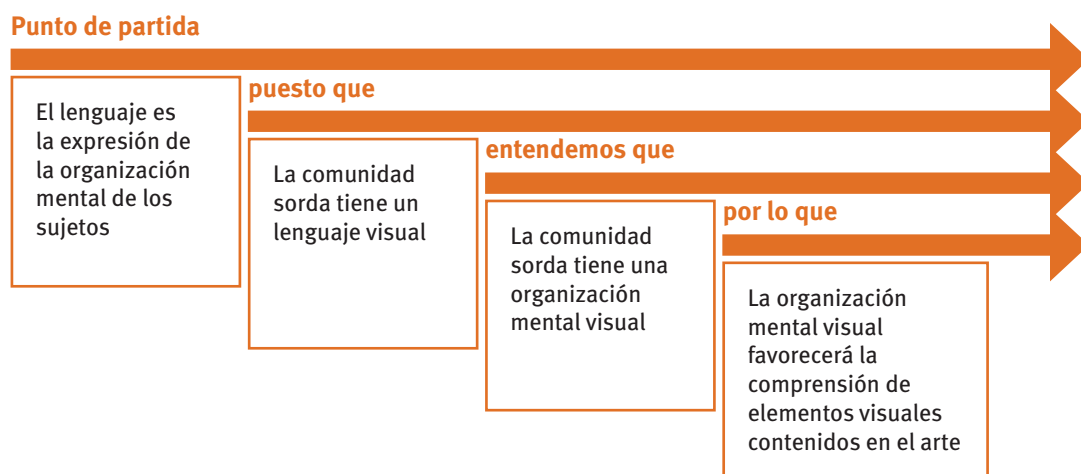 Punto de partida
El lenguaje es
la expresión de
la organización
mental de los
sujetos
puesto que
La comunidad
sorda tiene un
lenguaje visual
entendemos que
La comunidad
sorda tiene una
organización
mental visual
por lo que
La organización
mental visual
favorecerá la
comprensión de
elementos visuales
contenidos en el arte